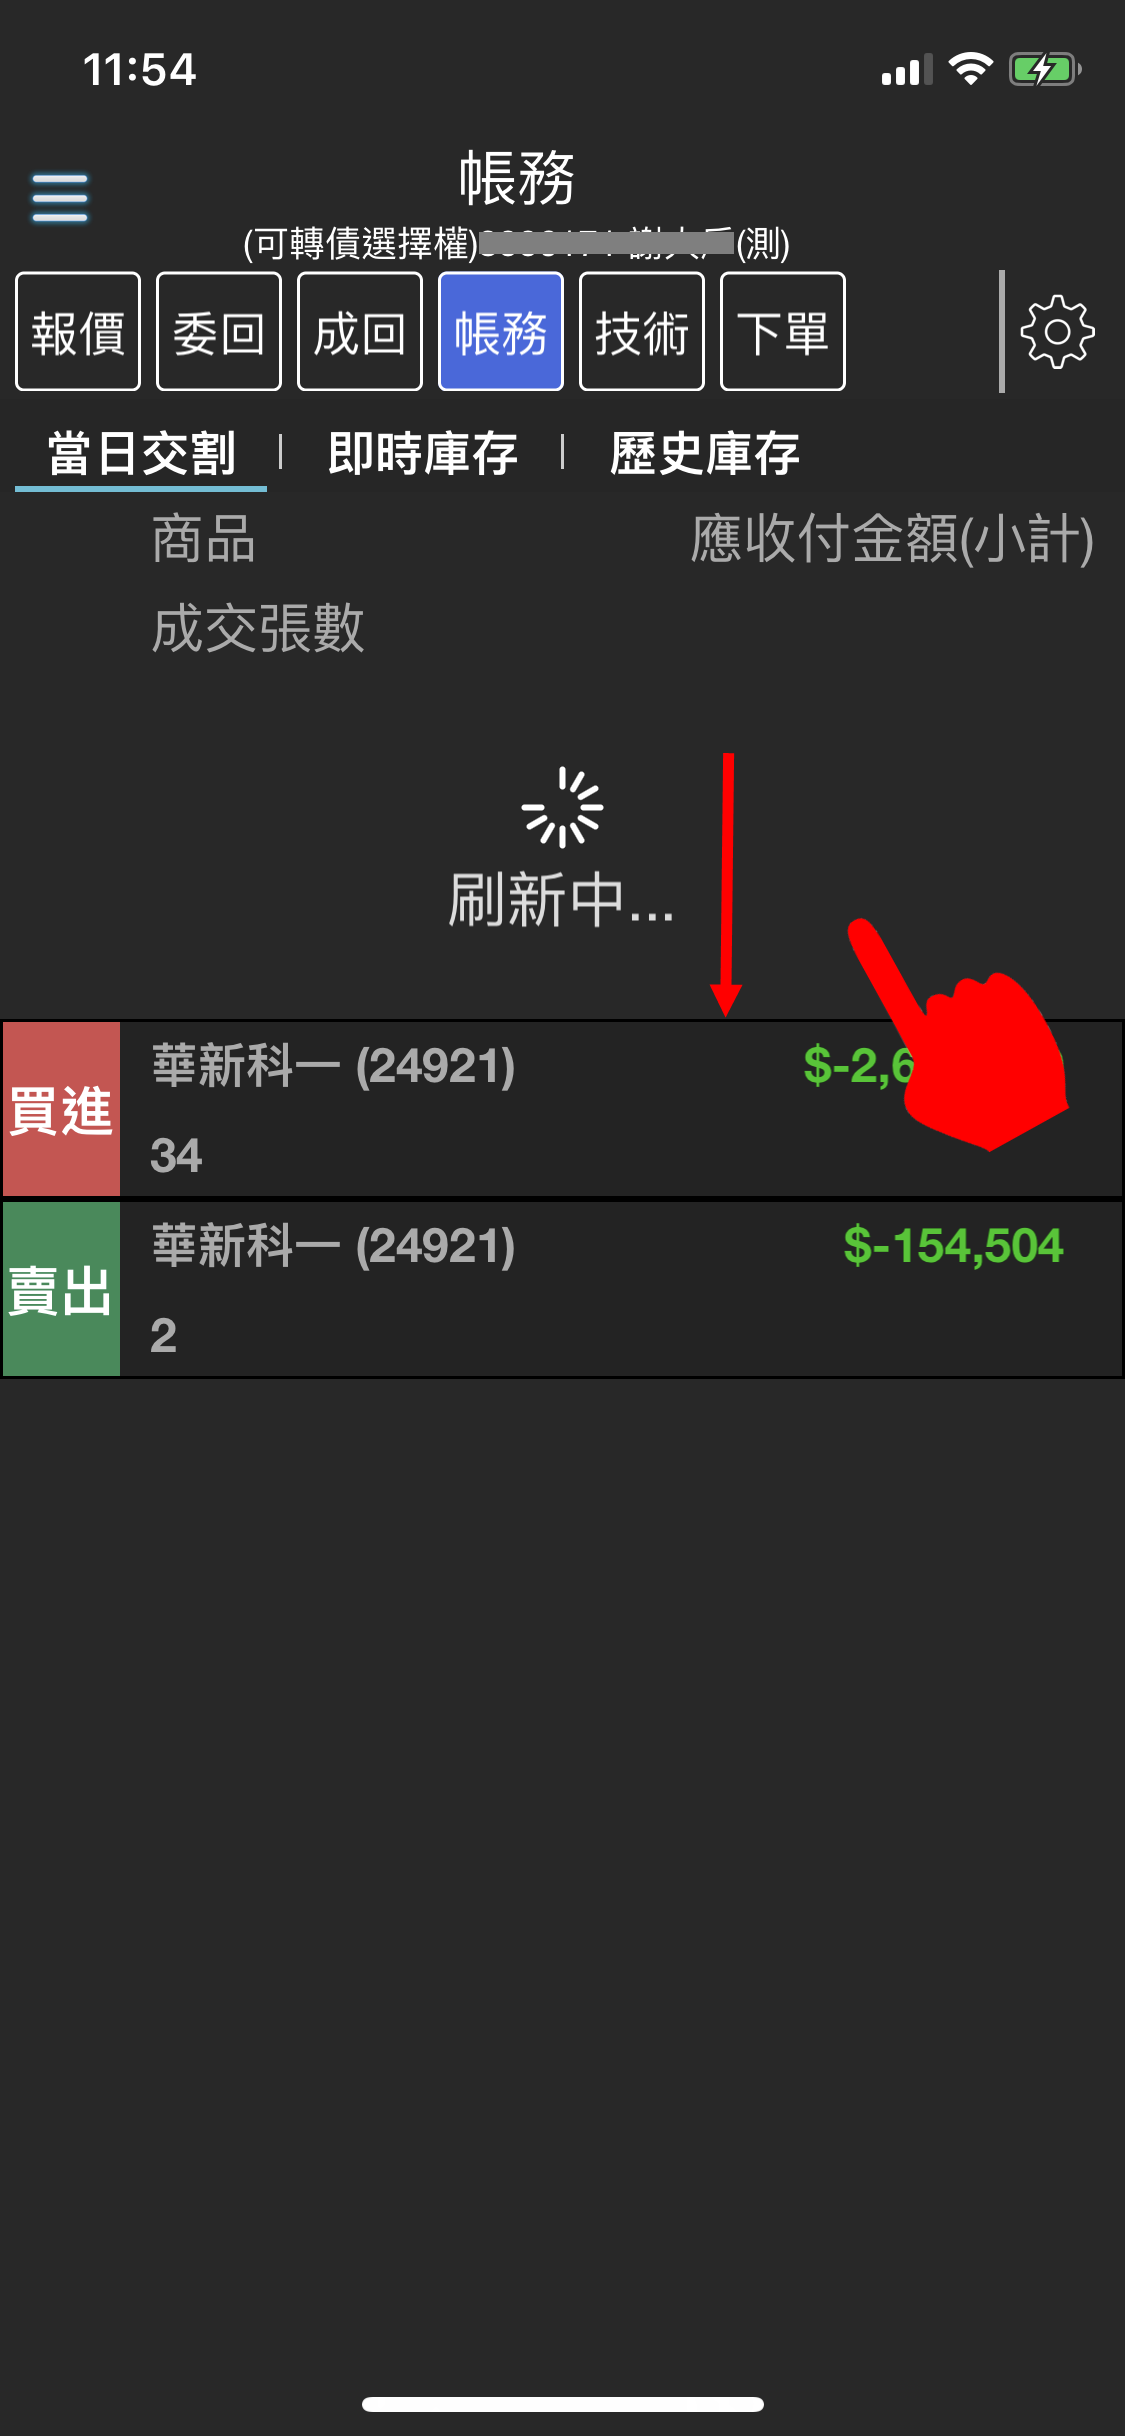 11:54
帳務
(可轉債選擇權)(測)
報價 委回 成回 帳務 技術 下單
當日交割 即時庫存 歷史庫存
商品 應收付金額(小計)
成交張數
刷新中...
買進
華新科一 (24921) $-2,6
34
賣出
華新科一 (24921) $-154,504
2